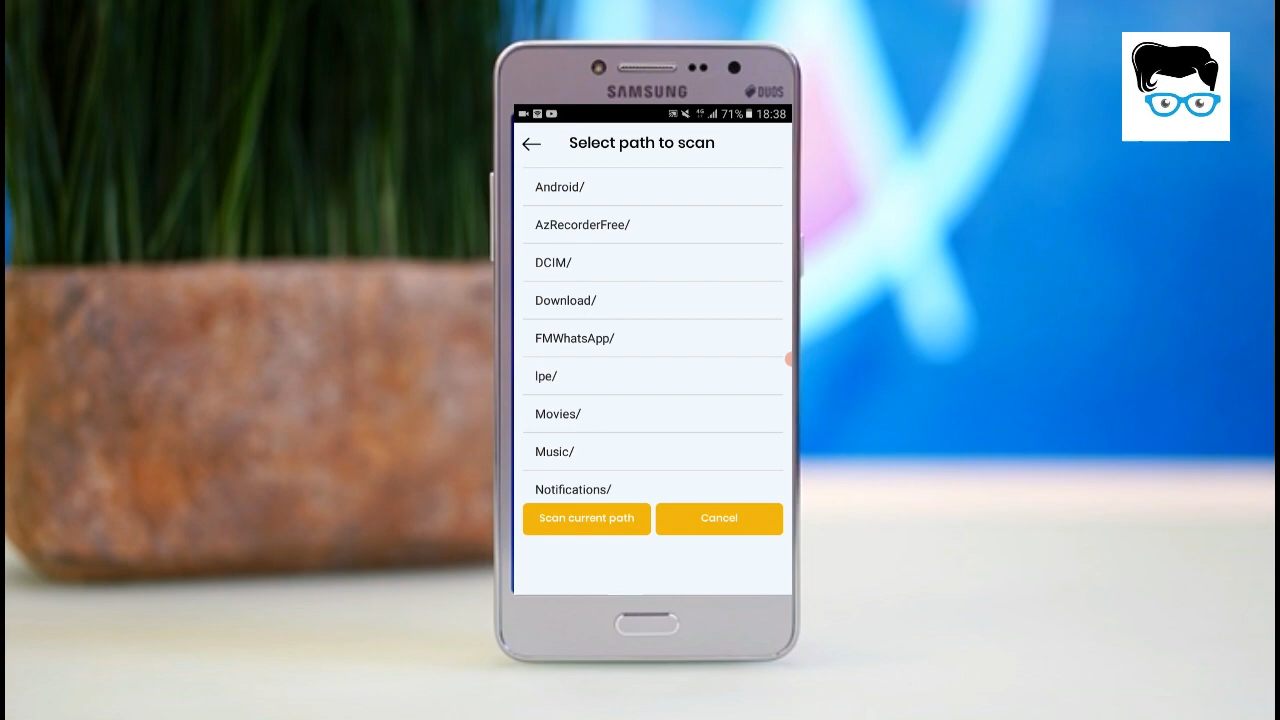 SAMSUNG
DUOS
4G 71% 18:38
Select path to scan
Android/
AzRecorderFree/
DCIM/
Download/
FMWhatsApp/
lpe/
Movies/
Music/
Notifications/
Scan current path Cancel